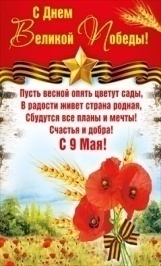 С Днем
Великой Победы!
Пусть весной опять цветут сады,
В радости живет страна родная,
Сбудутся все планы и мечты!
Счастья и добра!
С 9 Мая!